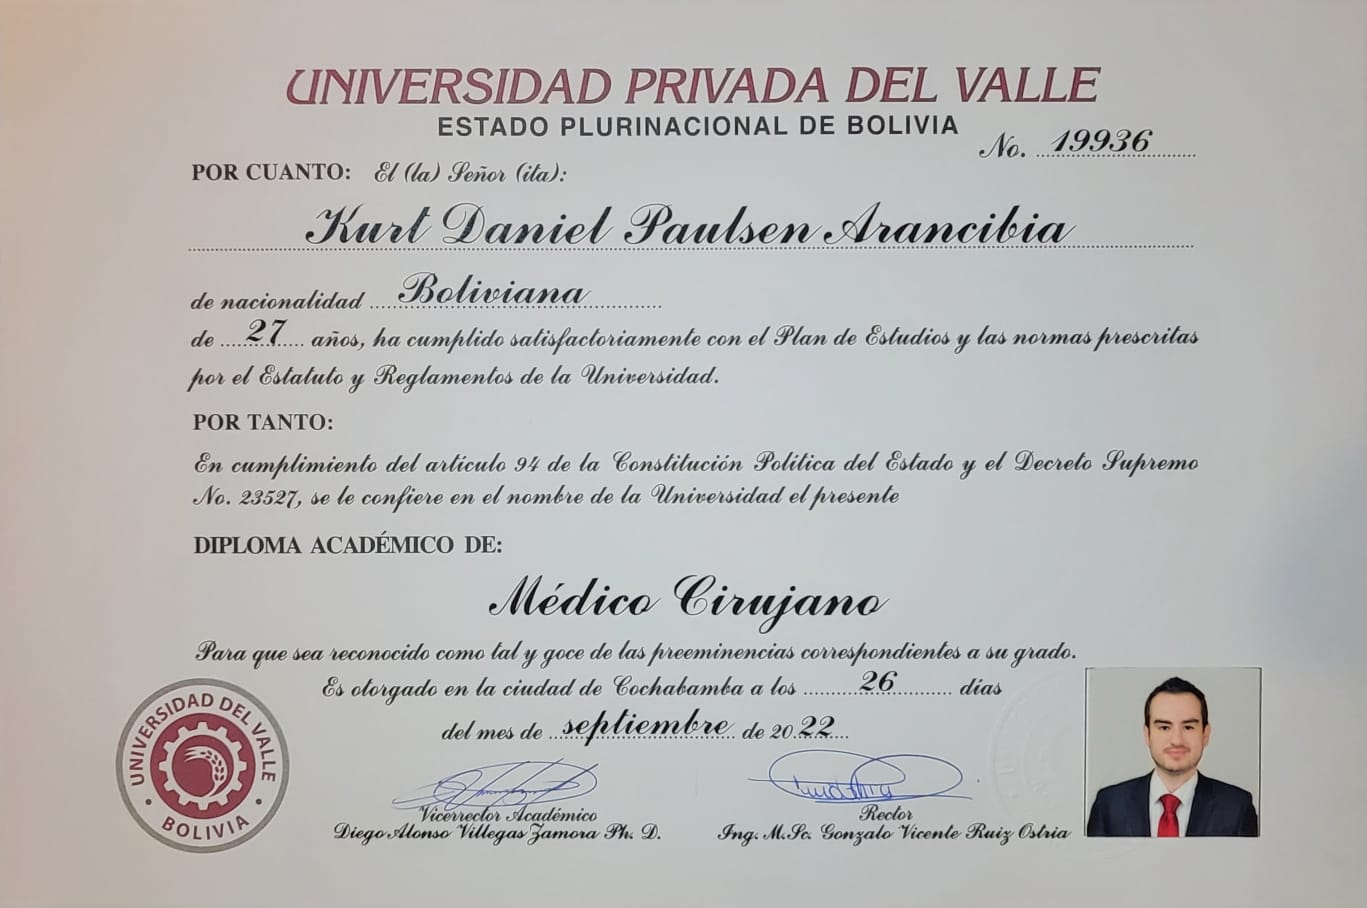 UNIVERSIDAD PRIVADA DEL VALLE
ESTADO PLURINACIONAL DE BOLIVIA
No. 19936
POR CUANTO: El (la) Señor (ita):
Kurt Daniel Paulsen Arancibia
de nacionalidad Boliviana
de 27 años, ha cumplido satisfactoriamente con el Plan de Estudios y las normas prescritas
por el Estatuto y Reglamentos de la Universidad.
POR TANTO:
En cumplimiento del artículo 94 de la Constitución Política del Estado y el Decreto Supremo
No. 23527, se le confiere en el nombre de la Universidad el presente
DIPLOMA ACADÉMICO DE:
Médico Cirujano
Para que sea reconocido como tal y goce de las preeminencias correspondientes a su grado.
Es otorgado en la ciudad de Cochabamba a los 26 días
del mes de septiembre de 2022
UNIVERSIDAD DEL VALLE
BOLIVIA
Vicerrector Académico
Diego Alonso Villegas Zamora Ph. D.
Rector
Ing. M.Sc. Gonzalo Vicente Ruiz Ostria